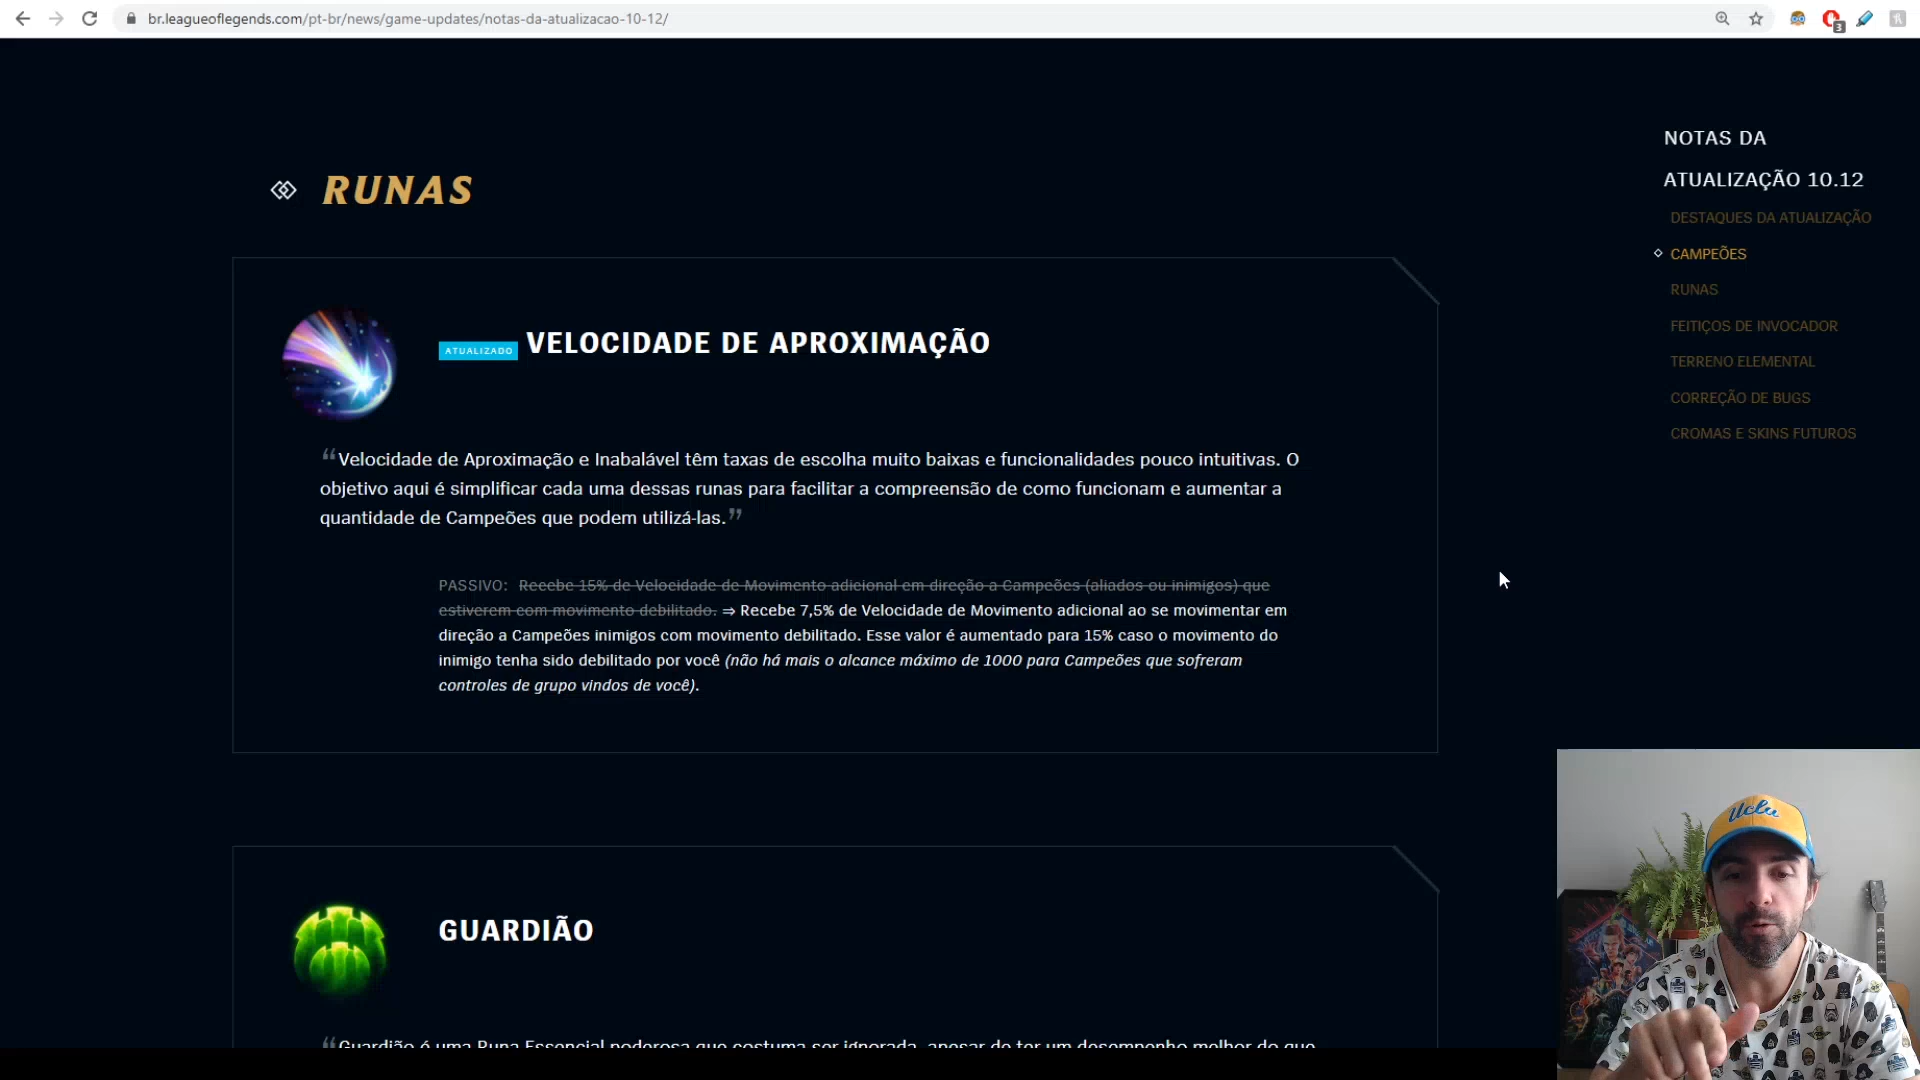 br.leagueoflegends.com/pt-br/news/game-updates/notas-da-atualizacao-10-12/
3
NOTAS DA
ATUALIZAÇÃO 10.12
DESTAQUES DA ATUALIZAÇÃO
CAMPEÕES
RUNAS
FEITIÇOS DE INVOCADOR
TERRENO ELEMENTAL
CORREÇÃO DE BUGS
CROMAS E SKINS FUTUROS
RUNAS
ATUALIZADO VELOCIDADE DE APROXIMAÇÃO
“Velocidade de Aproximação e Inabalável têm taxas de escolha muito baixas e funcionalidades pouco intuitivas. O
objetivo aqui é simplificar cada uma dessas runas para facilitar a compreensão de como funcionam e aumentar a
quantidade de Campeões que podem utilizá-las.”
PASSIVO: Recebe 15% de Velocidade de Movimento adicional em direção a Campeões (aliados ou inimigos) que
estiverem com movimento debilitado. ⇒ Recebe 7,5% de Velocidade de Movimento adicional ao se movimentar em
direção a Campeões inimigos com movimento debilitado. Esse valor é aumentado para 15% caso o movimento do
inimigo tenha sido debilitado por você (não há mais o alcance máximo de 1000 para Campeões que sofreram
controles de grupo vindos de você).
GUARDIÃO
“Guardião é uma Runa Essencial poderosa que costuma ser ignorada, apesar de ter um desempenho melhor do que
Ucla